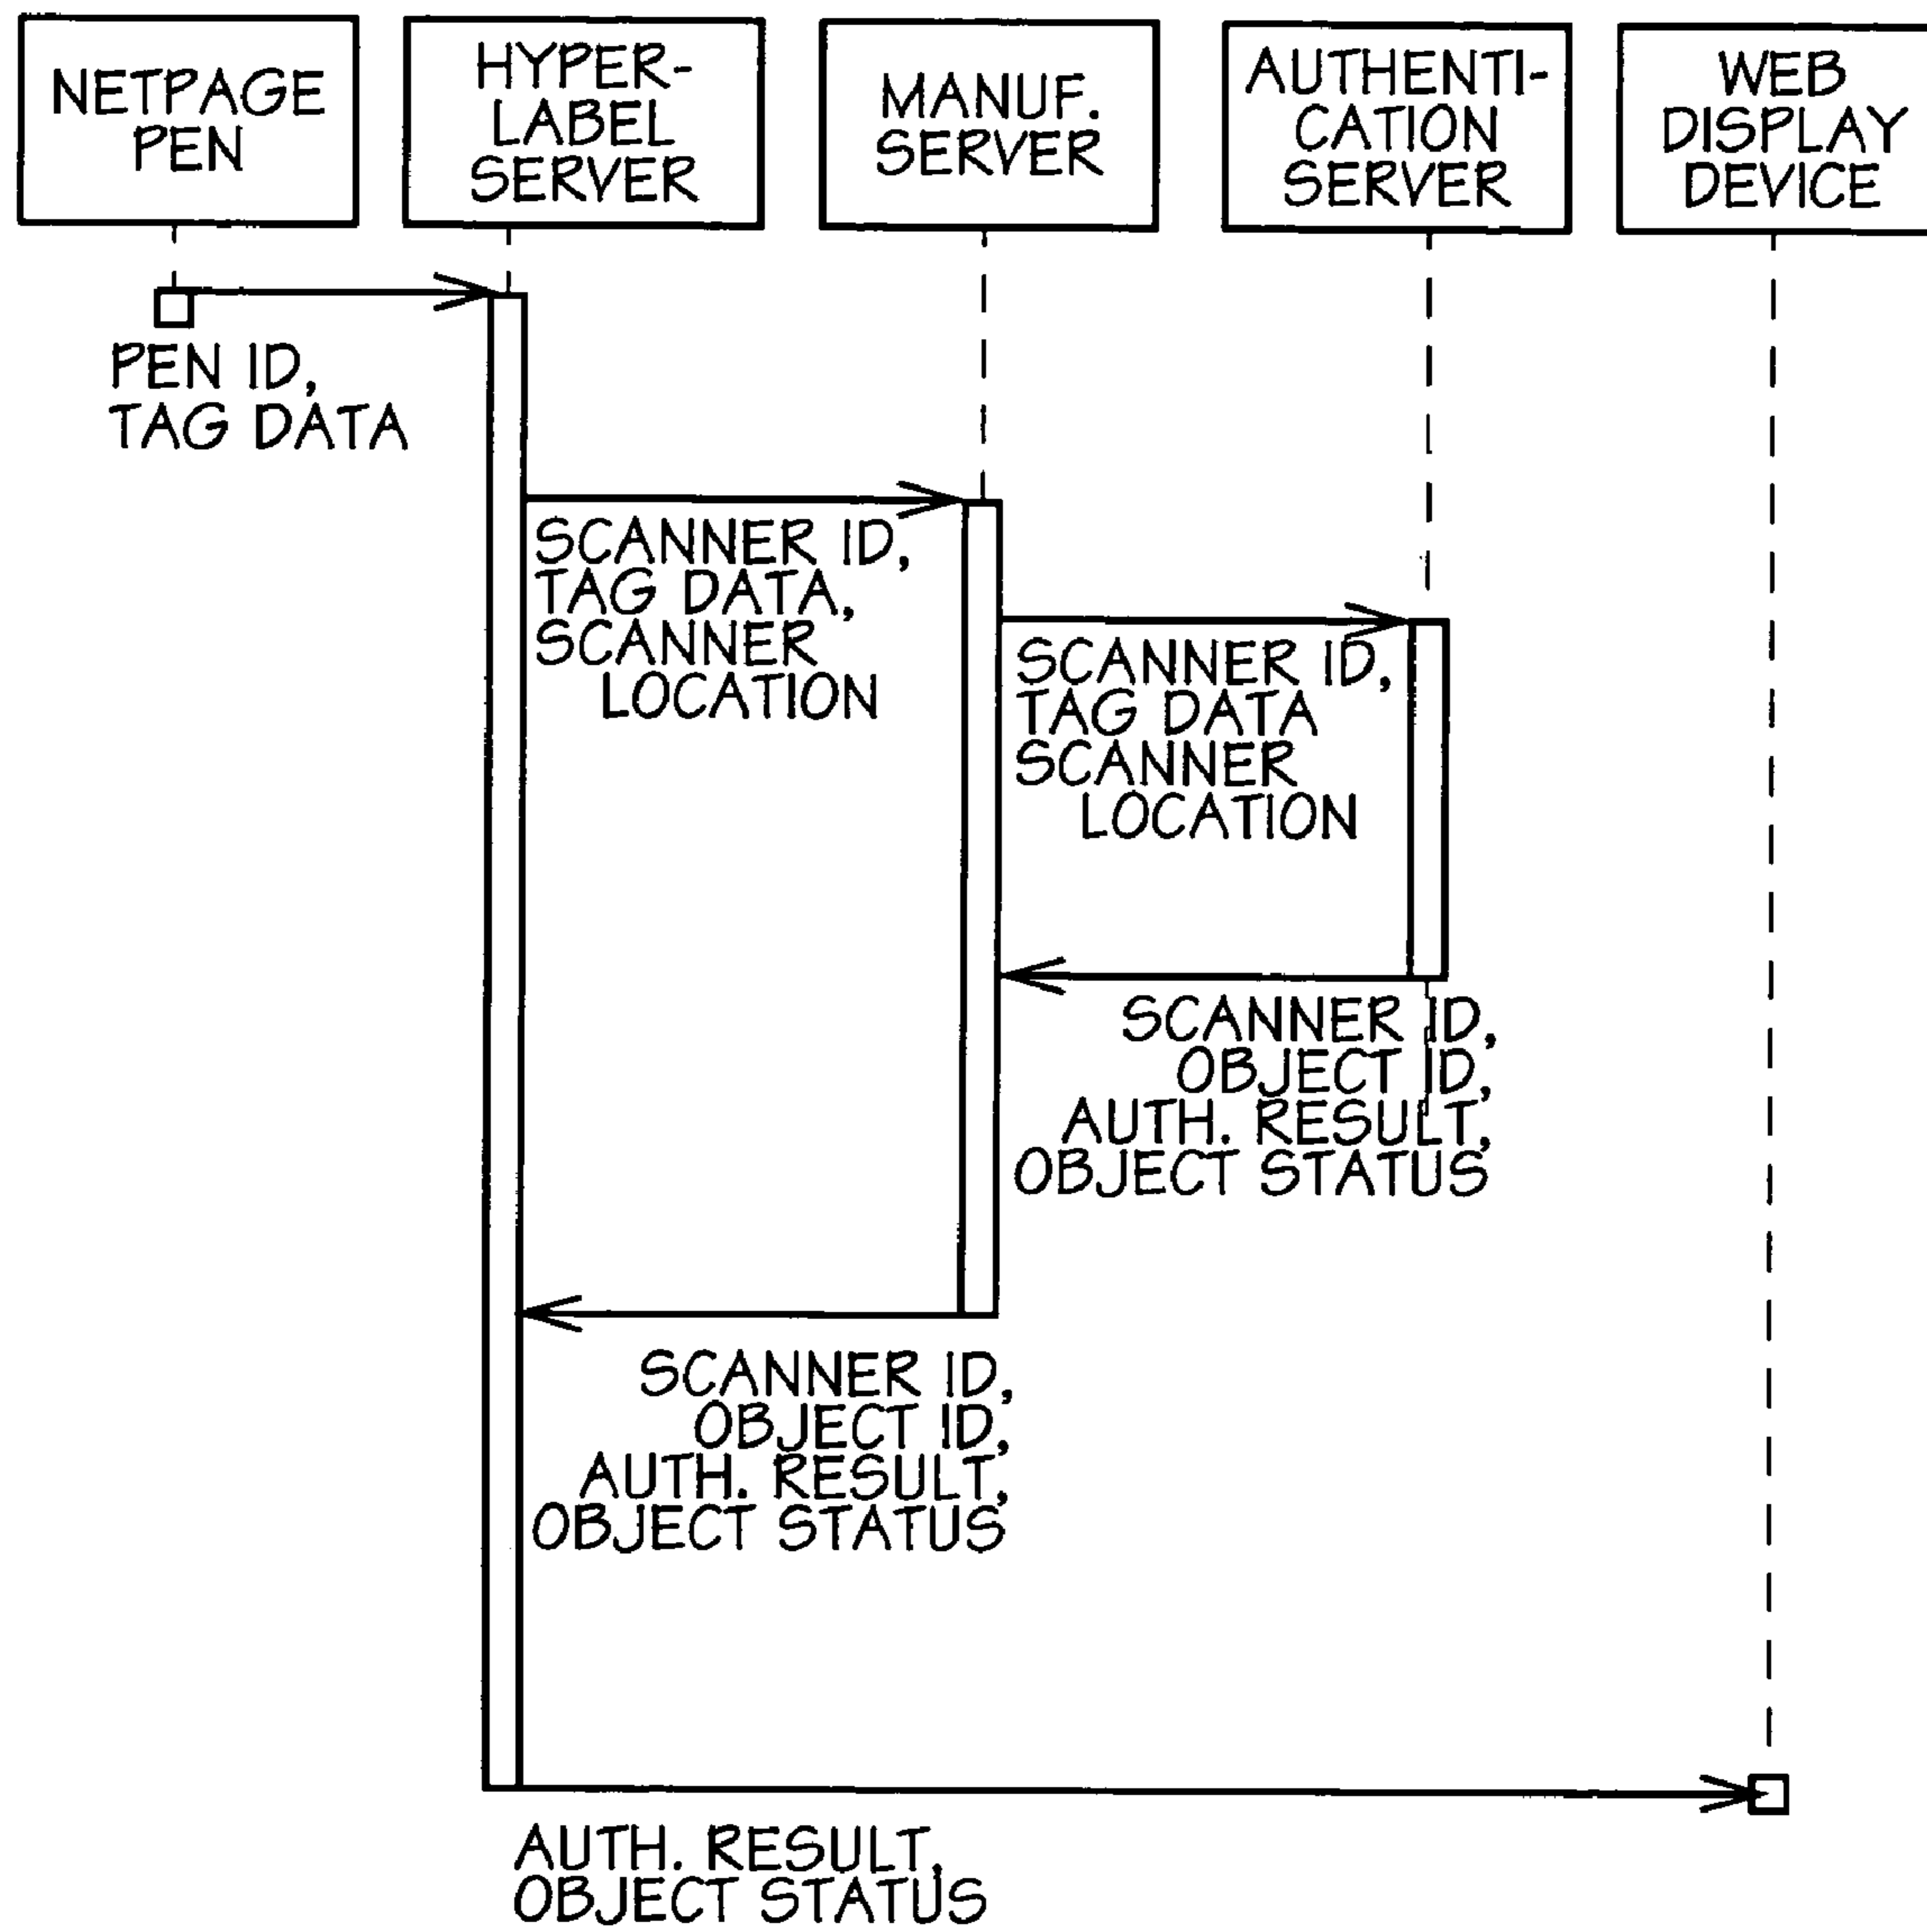 NETPAGE
PEN
HYPER-
LABEL
SERVER
MANUF.
SERVER
AUTHENTI-
CATION
SERVER
WEB
DISPLAY
DEVICE
PEN ID,
TAG DATA
SCANNER ID,
TAG DATA,
SCANNER
LOCATION
SCANNER ID,
TAG DATA
SCANNER
LOCATION
SCANNER ID,
OBJECT ID,
AUTH. RESULT,
OBJECT STATUS
SCANNER ID,
OBJECT ID,
AUTH. RESULT,
OBJECT STATUS
AUTH. RESULT,
OBJECT STATUS